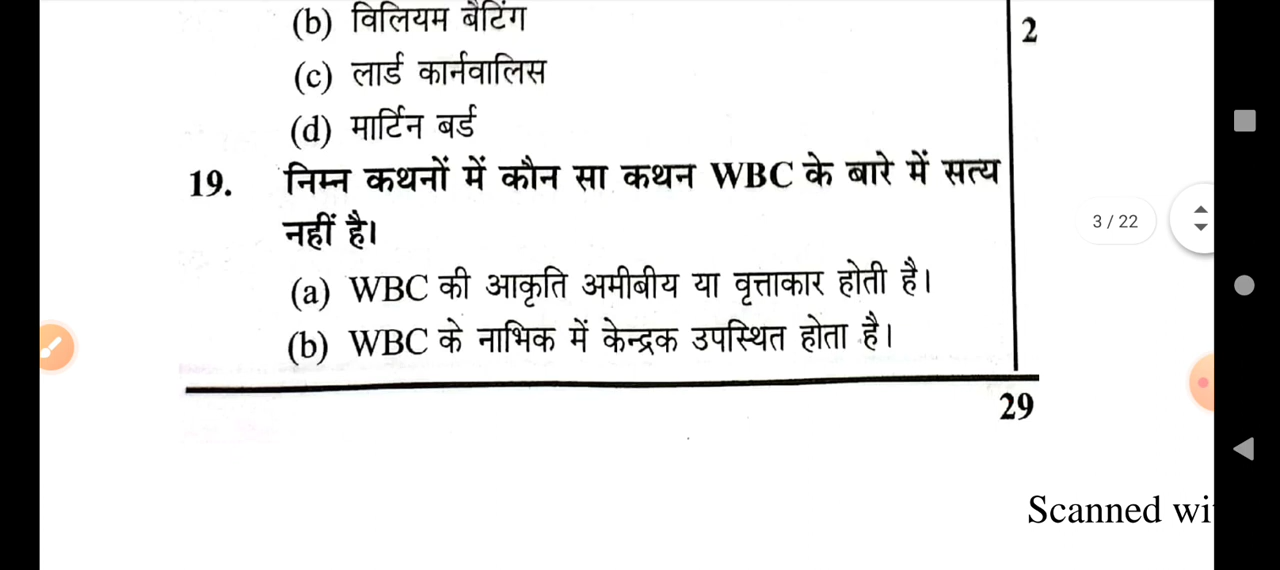 (b) विलियम बेंटिंग
2
(c) लार्ड कार्नवालिस
(d) मार्टिन बर्ड
19. निम्न कथनों में कौन सा कथन WBC के बारे में सत्य
नहीं है।
3 / 22
(a) WBC की आकृति अमीबीय या वृत्ताकार होती है।
(b) WBC के नाभिक में केन्द्रक उपस्थित होता है।
29
Scanned wi